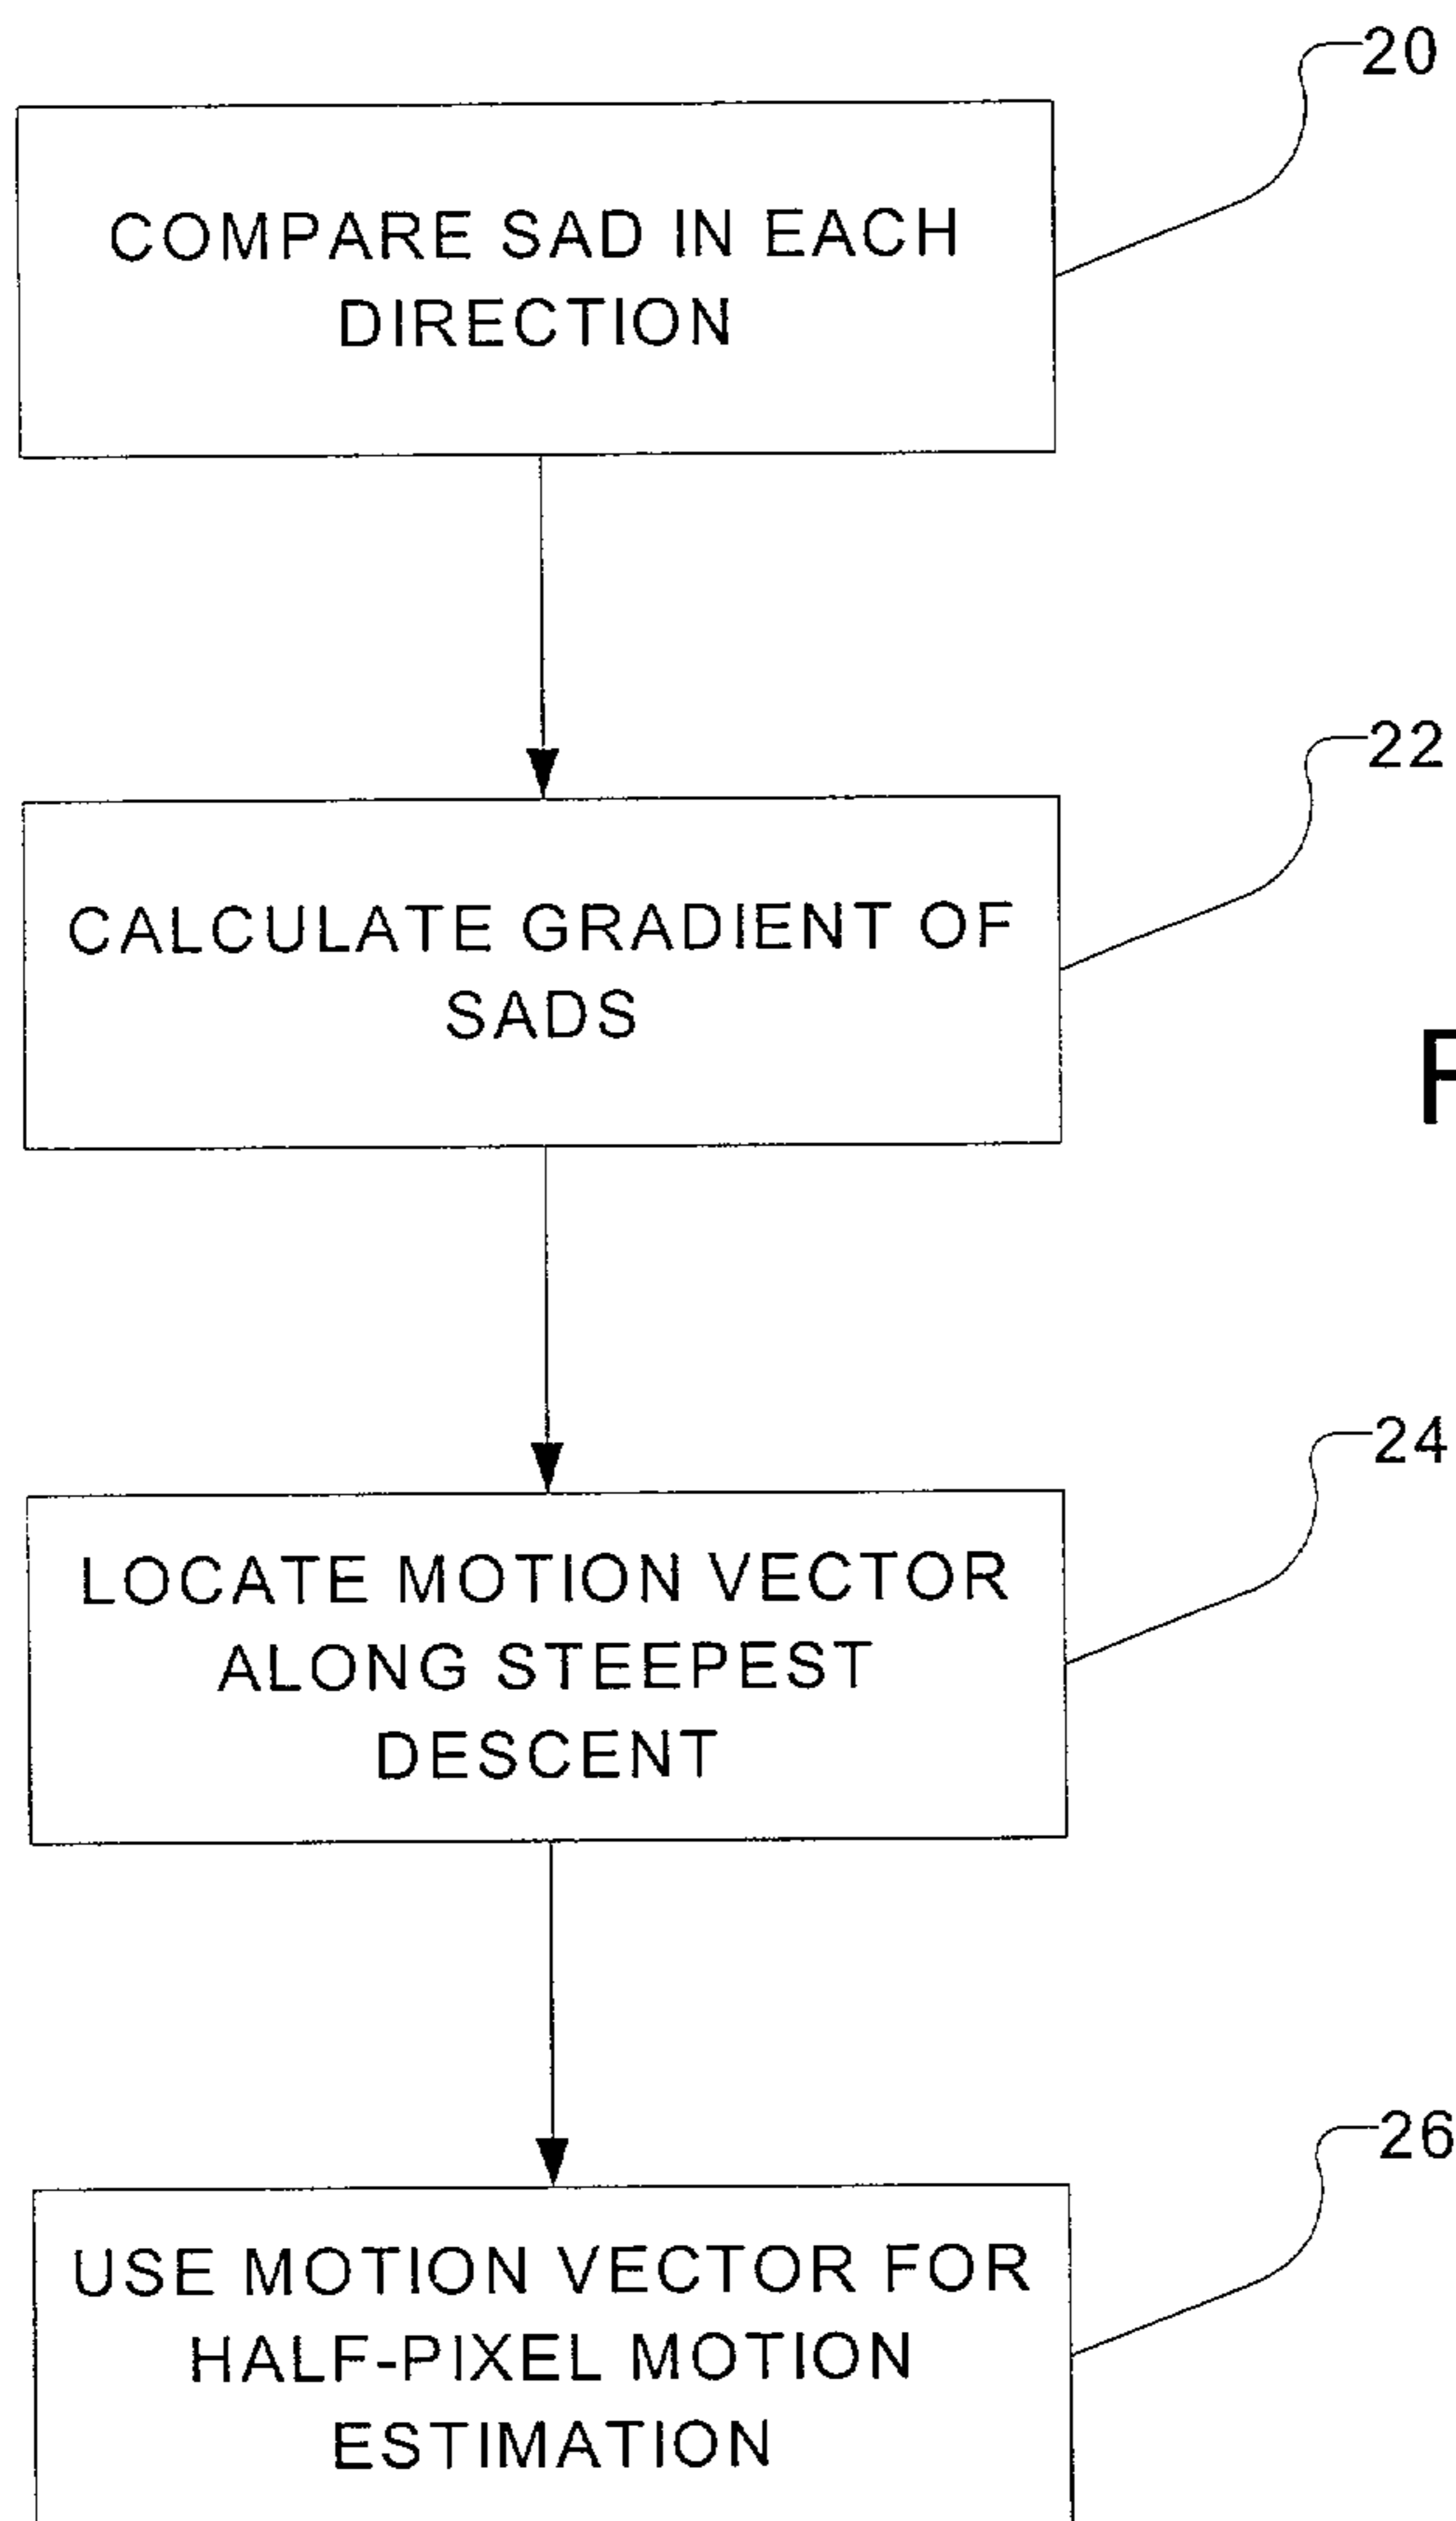 20
COMPARE SAD IN EACH
DIRECTION
22
CALCULATE GRADIENT OF
SADS
24
LOCATE MOTION VECTOR
ALONG STEEPEST
DESCENT
26
USE MOTION VECTOR FOR
HALF-PIXEL MOTION
ESTIMATION